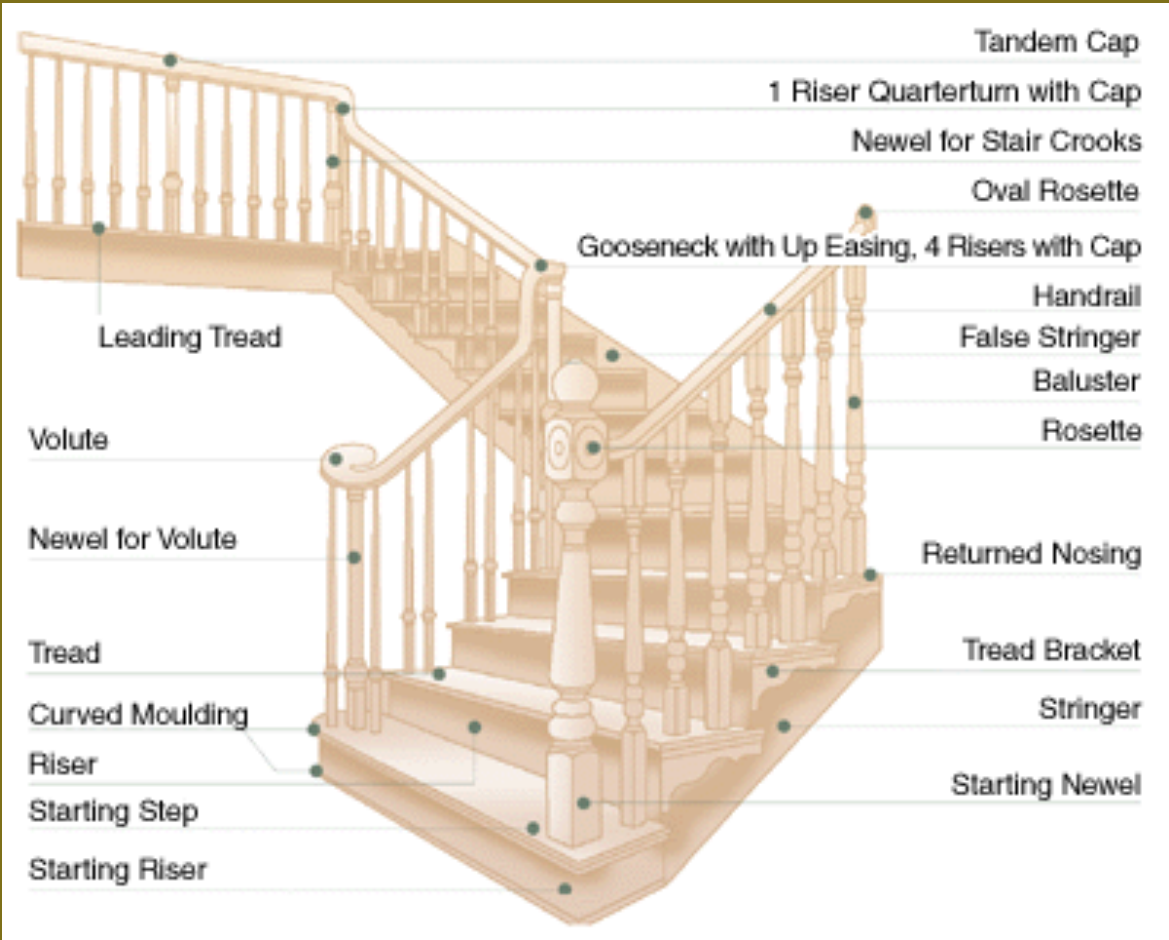 Tandem Cap
1 Riser Quarterturn with Cap
Newel for Stair Crooks
Oval Rosette
Gooseneck with Up Easing, 4 Risers with Cap
Handrail
False Stringer
Baluster
Rosette
Returned Nosing
Tread Bracket
Stringer
Starting Newel
Leading Tread
Volute
Newel for Volute
Tread
Curved Moulding
Riser
Starting Step
Starting Riser